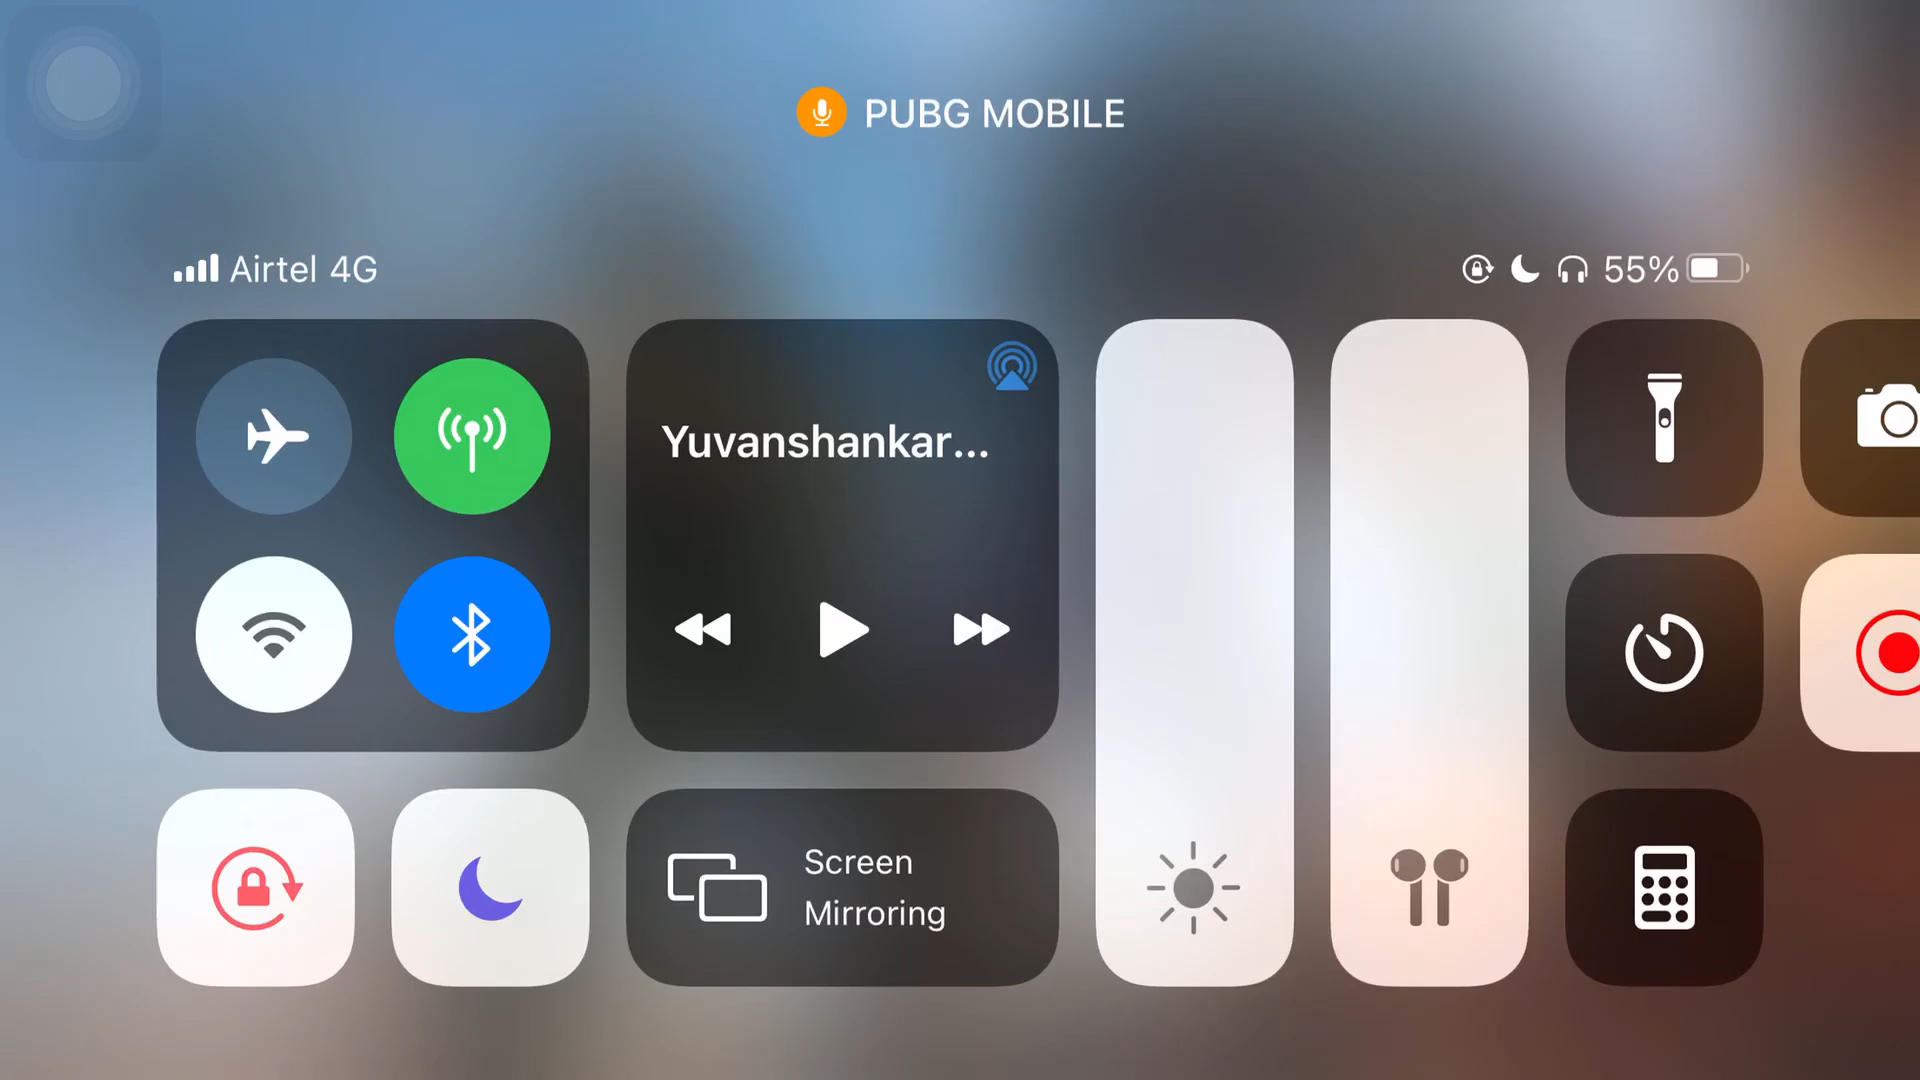 PUBG MOBILE
Airtel 4G
55%
Yuvanshankar...
Screen
Mirroring